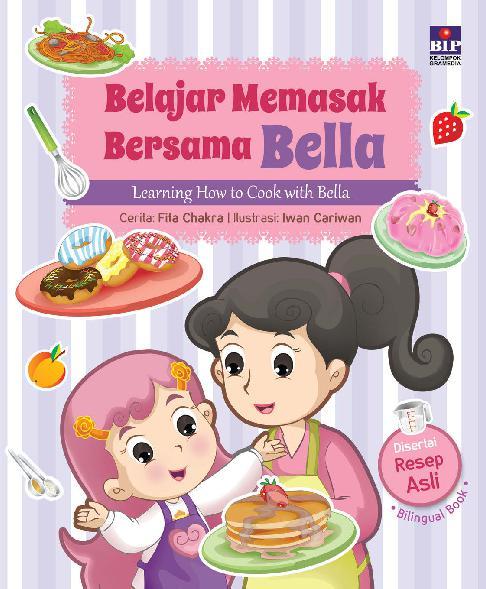 BIP
KELOMPOK
GRAMEDIA
Belajar Memasak
Bersama Bella
Learning How to Cook with Bella
Cerita: Fita Chakra | Ilustrasi: Iwan Cariwan
Disertai
Resep
Asli
• Bilingual Book •